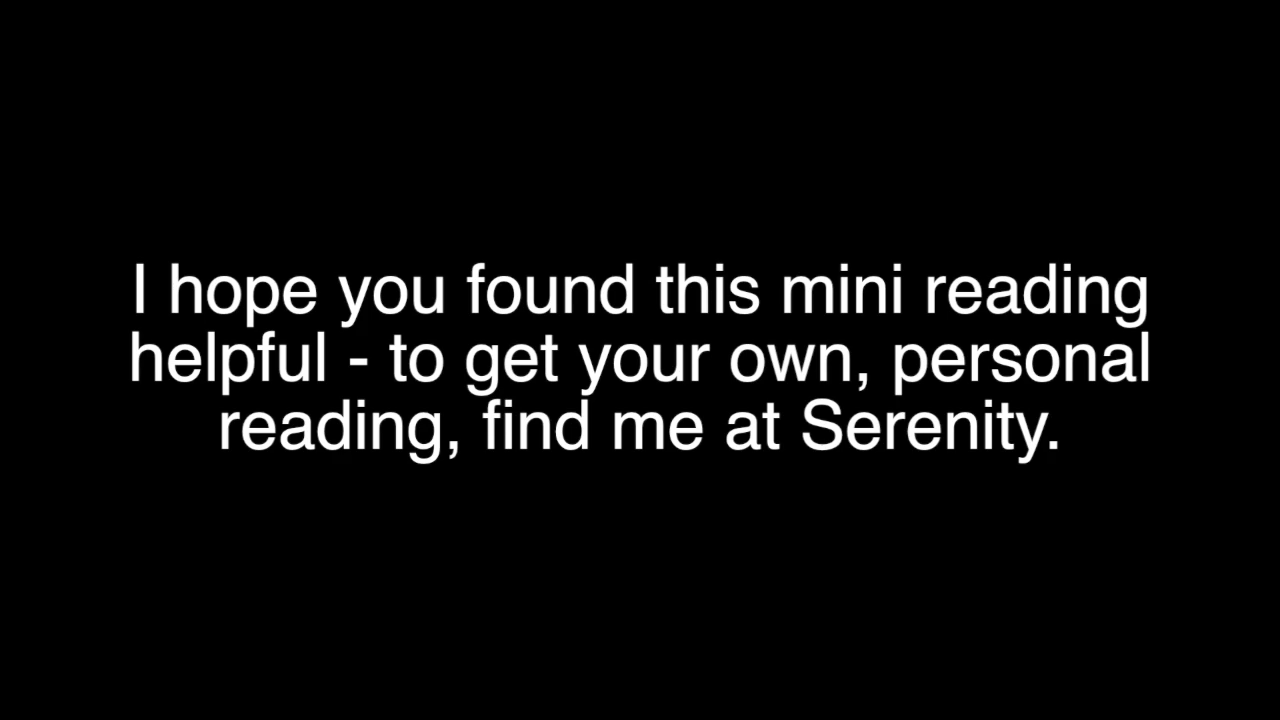 I hope you found this mini reading
helpful - to get your own, personal
reading, find me at Serenity.